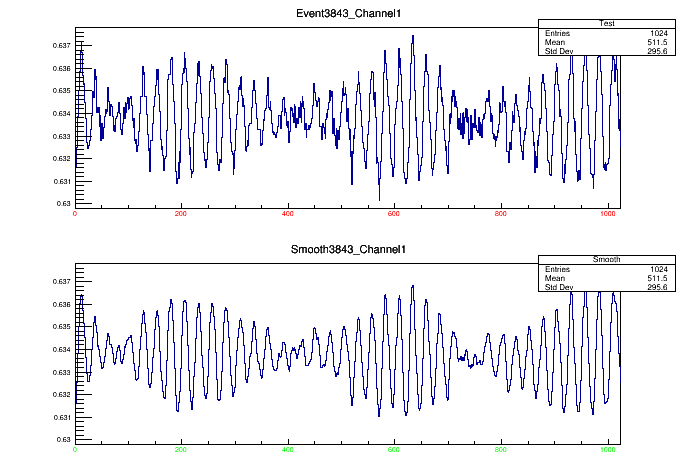 Event3843_Channel1
Test
Entries 1024
Mean 511.5
Std Dev 295.6
0.637
0.636
0.635
0.634
0.633
0.632
0.631
0.63
0 200 400 600 800 1000
Smooth3843_Channel1
Smooth
Entries 1024
Mean 511.5
Std Dev 295.6
0.637
0.636
0.635
0.634
0.633
0.632
0.631
0.63
0 200 400 600 800 1000